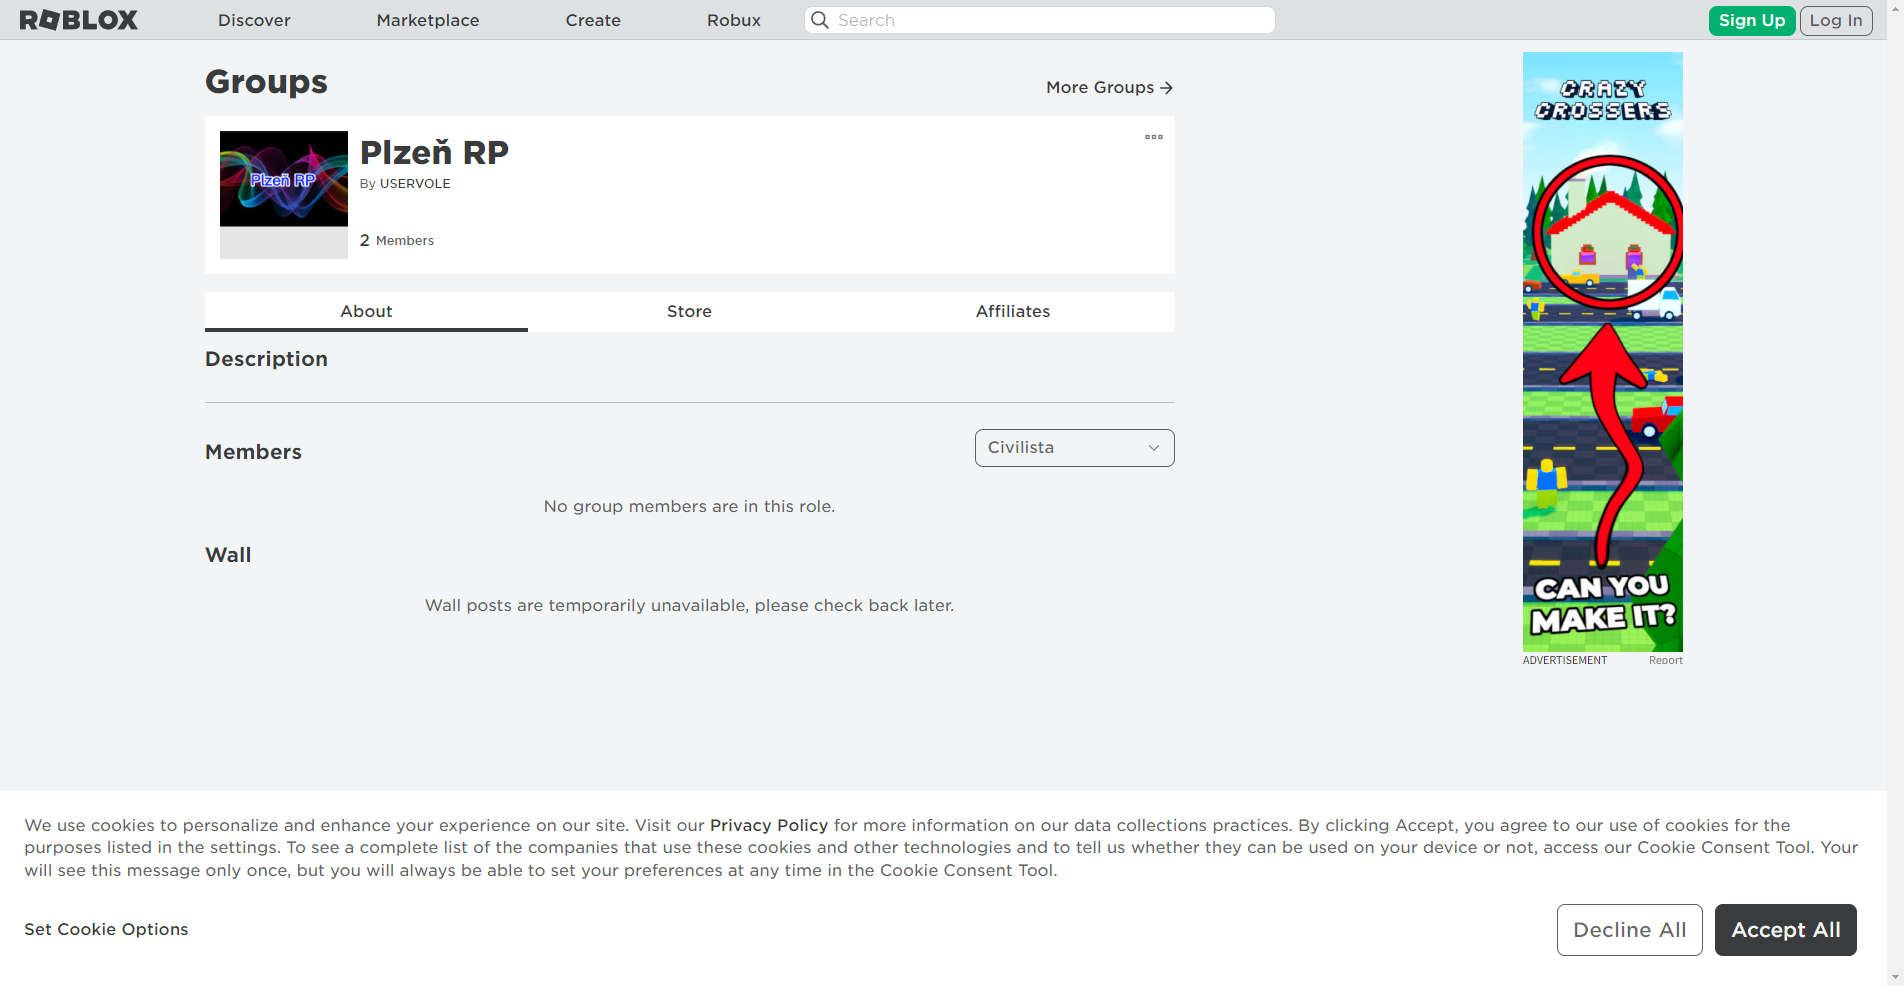 ROBLOX
Discover
Marketplace
Create
Robux
Search
Sign Up
Log In
Groups
More Groups
Plzeň RP
Plzeň RP
By USERVOLE
2 Members
About
Store
Affiliates
Description
Members
Civilista
No group members are in this role.
Wall
Wall posts are temporarily unavailable, please check back later.
CRAZY
CROSSERS
CAN YOU
MAKE IT?
ADVERTISEMENT
Report
We use cookies to personalize and enhance your experience on our site. Visit our Privacy Policy for more information on our data collections practices. By clicking Accept, you agree to our use of cookies for the
purposes listed in the settings. To see a complete list of the companies that use these cookies and other technologies and to tell us whether they can be used on your device or not, access our Cookie Consent Tool. Your
will see this message only once, but you will always be able to set your preferences at any time in the Cookie Consent Tool.
Set Cookie Options
Decline All
Accept All